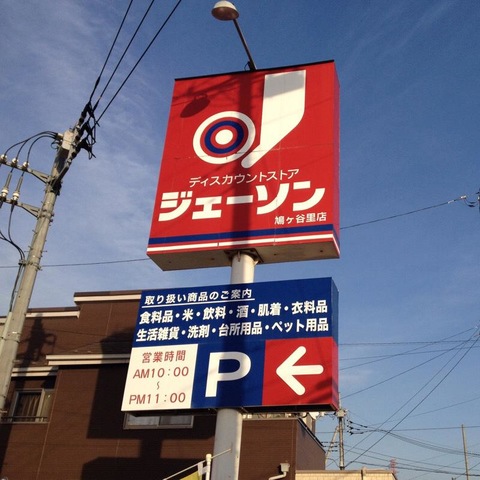 ディスカウントストア
ジェーソン
鳩ヶ谷里店
取り扱い商品のご案内
食料品・米・飲料・酒・肌着・衣料品
生活雑貨・洗剤・台所用品・ペット用品
営業時間
AM10:00
〜
PM11:00
P ←